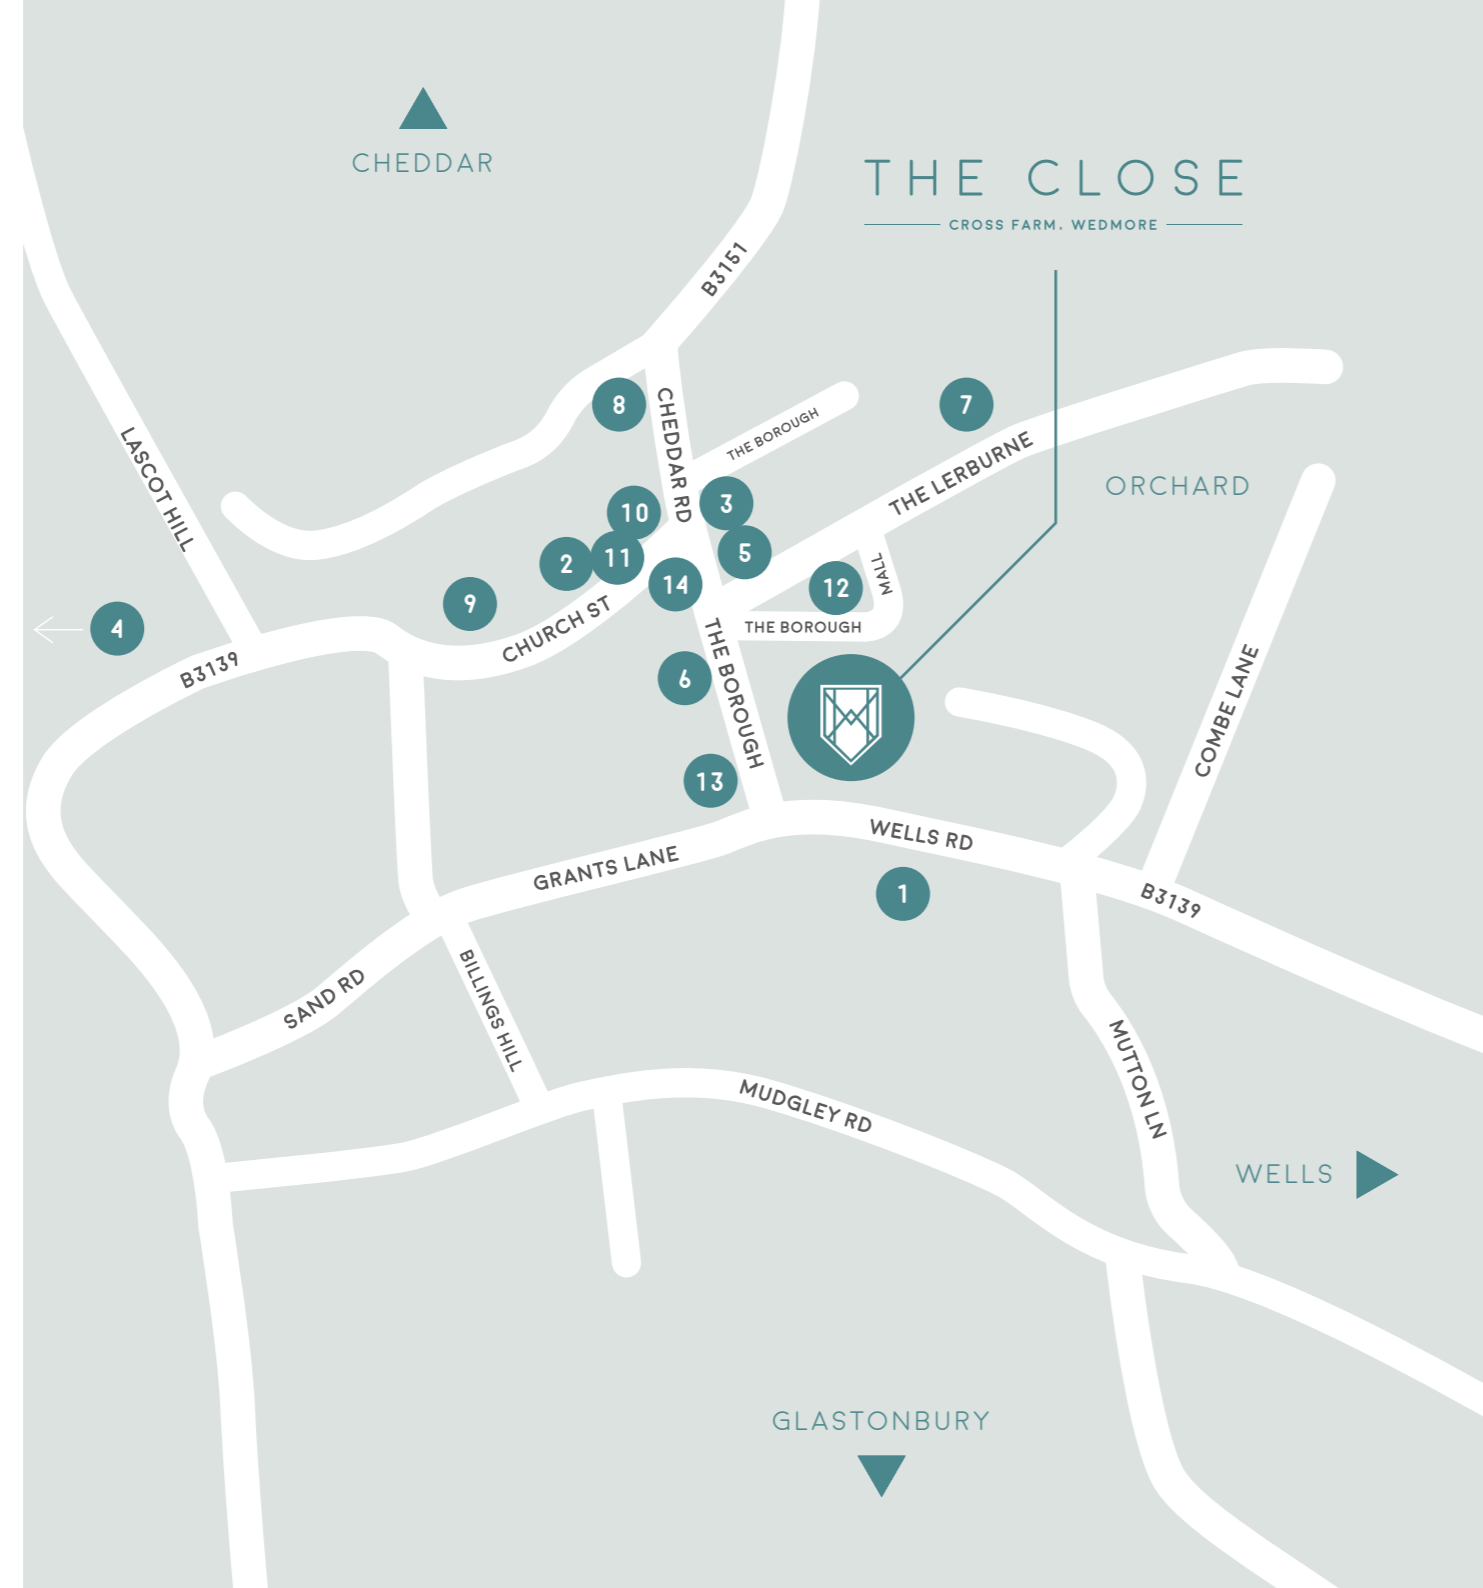 CHEDDAR
THE CLOSE
CROSS FARM, WEDMORE
B3151
8
CHEDDAR RD
THE BOROUGH
7
THE LERBURNE
LASCOT HILL
ORCHARD
10
3
2
11
5
14
12
MALL
9
CHURCH ST
4
THE BOROUGH
B3139
6
THE BOROUGH
COMBE LANE
13
WELLS RD
GRANTS LANE
1
B3139
SAND RD
BILLINGS HILL
MUTTON LN
MUDGLEY RD
WELLS
GLASTONBURY